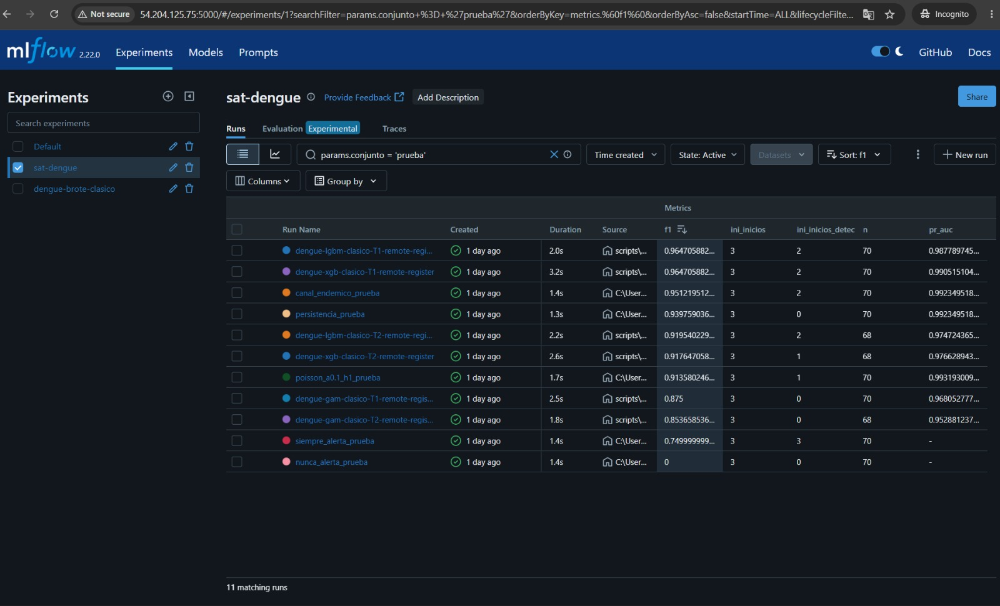 Not secure 54.204.125.75:5000/#/experiments/1?searchFilter=params.conjunto+%3D+%27prueba%27&orderByKey=metrics.%60f1%60&orderByAsc=false&startTime=ALL&lifecycleFilte... Incognito
mlflow 2.22.0 Experiments Models Prompts GitHub Docs
Experiments
Search experiments
Default
sat-dengue
dengue-brote-clasico
sat-dengue Provide Feedback Add Description Share
Runs Evaluation Experimental Traces
params.conjunto = 'prueba' Time created State: Active Datasets Sort: f1 New run
Columns Group by
Metrics
Run Name Created Duration Source f1 ini_inicios ini_inicios_detec n pr_auc
dengue-lgbm-clasico-T1-remote-regi... 1 day ago 2.0s scripts\... 0.964705882... 3 2 70 0.987789745...
dengue-xgb-clasico-T1-remote-register 1 day ago 3.2s scripts\... 0.964705882... 3 2 70 0.990515104...
canal_endemico_prueba 1 day ago 1.4s C:\User... 0.951219512... 3 2 70 0.992349518...
persistencia_prueba 1 day ago 1.3s C:\User... 0.939759036... 3 0 70 0.992349518...
dengue-lgbm-clasico-T2-remote-regi... 1 day ago 2.2s scripts\... 0.919540229... 3 2 68 0.974724365...
dengue-xgb-clasico-T2-remote-register 1 day ago 2.6s scripts\... 0.917647058... 3 1 68 0.976628943...
poisson_a0.1_h1_prueba 1 day ago 1.7s C:\User... 0.913580246... 3 1 70 0.993193009...
dengue-gam-clasico-T1-remote-regis... 1 day ago 2.5s scripts\... 0.875 3 0 70 0.968052777...
dengue-gam-clasico-T2-remote-regis... 1 day ago 1.8s scripts\... 0.853658536... 3 0 68 0.952881237...
siempre_alerta_prueba 1 day ago 1.4s C:\User... 0.749999999... 3 3 70 -
nunca_alerta_prueba 1 day ago 1.4s C:\User... 0 3 0 70 -
11 matching runs